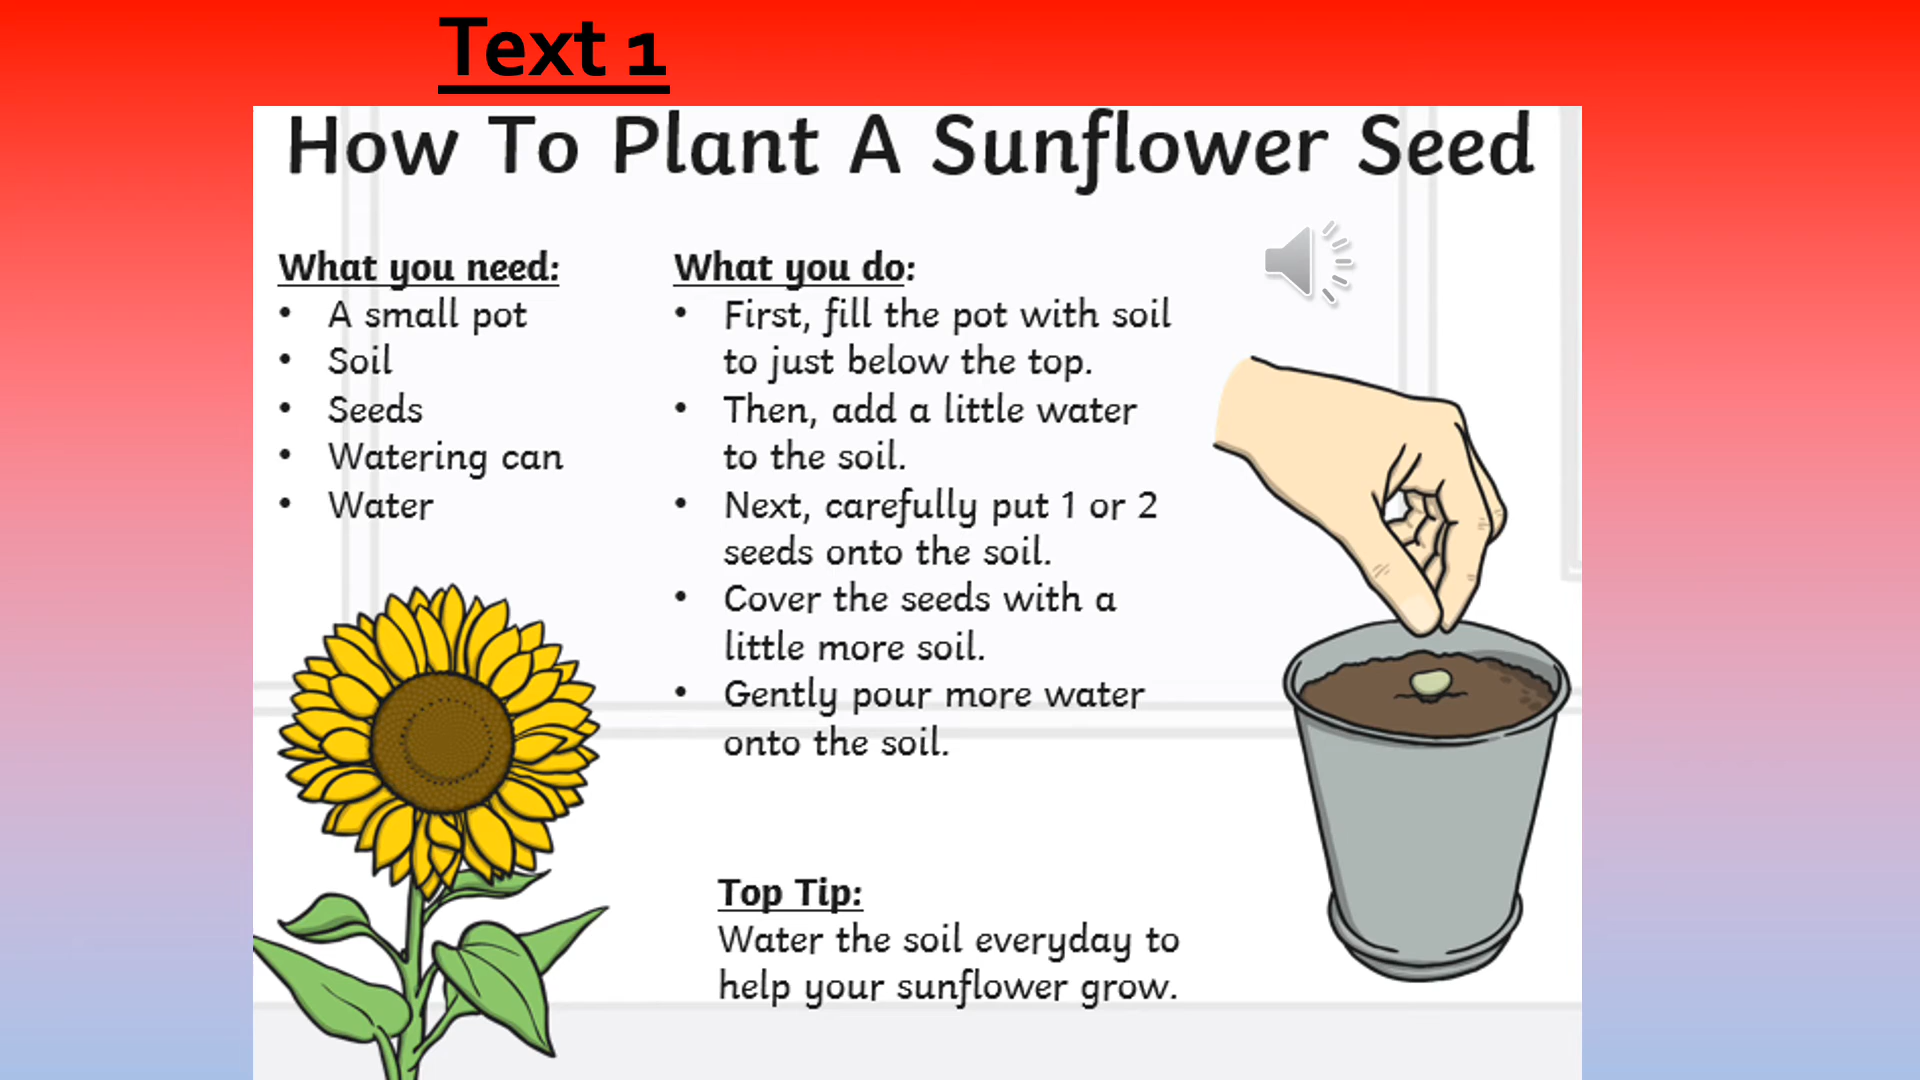 Text 1
How To Plant A Sunflower Seed
What you need:
• A small pot
• Soil
• Seeds
• Watering can
• Water
What you do:
• First, fill the pot with soil
to just below the top.
• Then, add a little water
to the soil.
• Next, carefully put 1 or 2
seeds onto the soil.
• Cover the seeds with a
little more soil.
• Gently pour more water
onto the soil.
Top Tip:
Water the soil everyday to
help your sunflower grow.